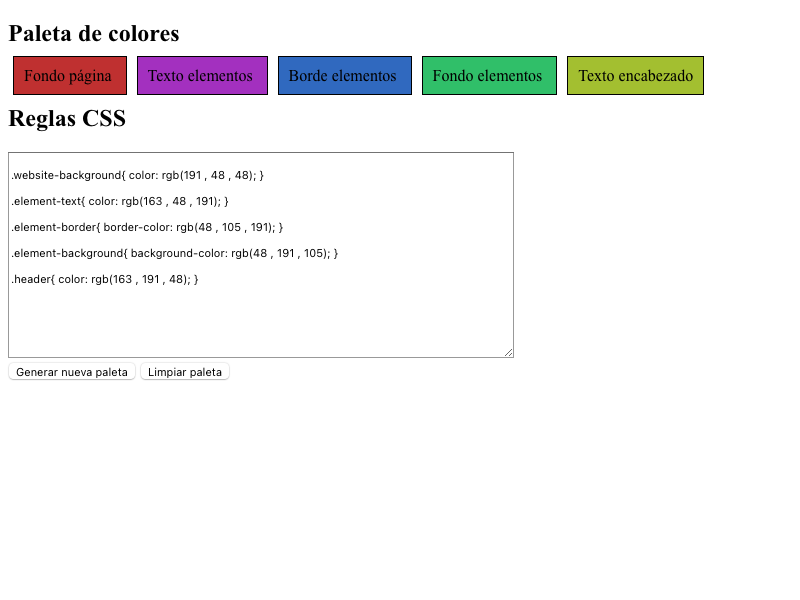 Paleta de colores
Fondo página Texto elementos Borde elementos Fondo elementos Texto encabezado
Reglas CSS
.website-background{ color: rgb(191 , 48 , 48); }
.element-text{ color: rgb(163 , 48 , 191); }
.element-border{ border-color: rgb(48 , 105 , 191); }
.element-background{ background-color: rgb(48 , 191 , 105); }
.header{ color: rgb(163 , 191 , 48); }
Generar nueva paleta Limpiar paleta